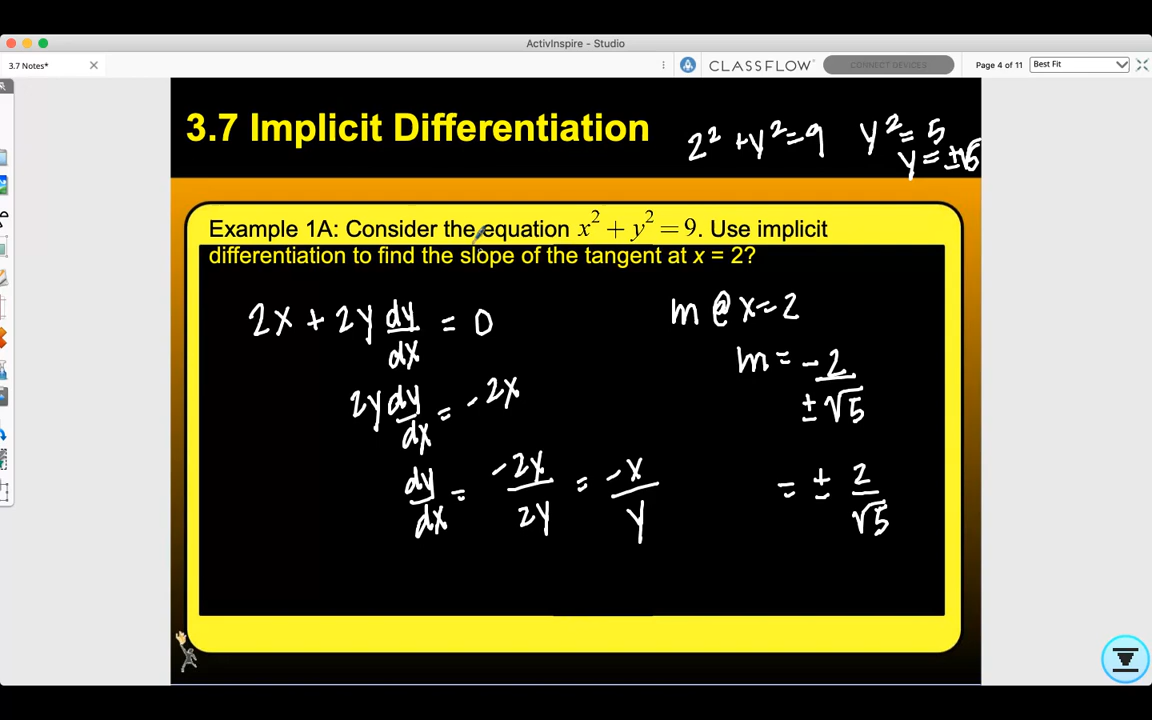 ActivInspire - Studio
3.7 Notes*
CLASSFLOW
CONNECT DEVICES
Page 4 of 11
Best Fit
3.7 Implicit Differentiation
2² + y² = 9
y² = 5
y = ±√5
Example 1A: Consider the equation x² + y² = 9. Use implicit
differentiation to find the slope of the tangent at x = 2?
2x + 2y dy/dx = 0
2y dy/dx = -2x
dy/dx = -2x/2y = -x/y
m @ x = 2
m = -2/±√5
= ± 2/√5